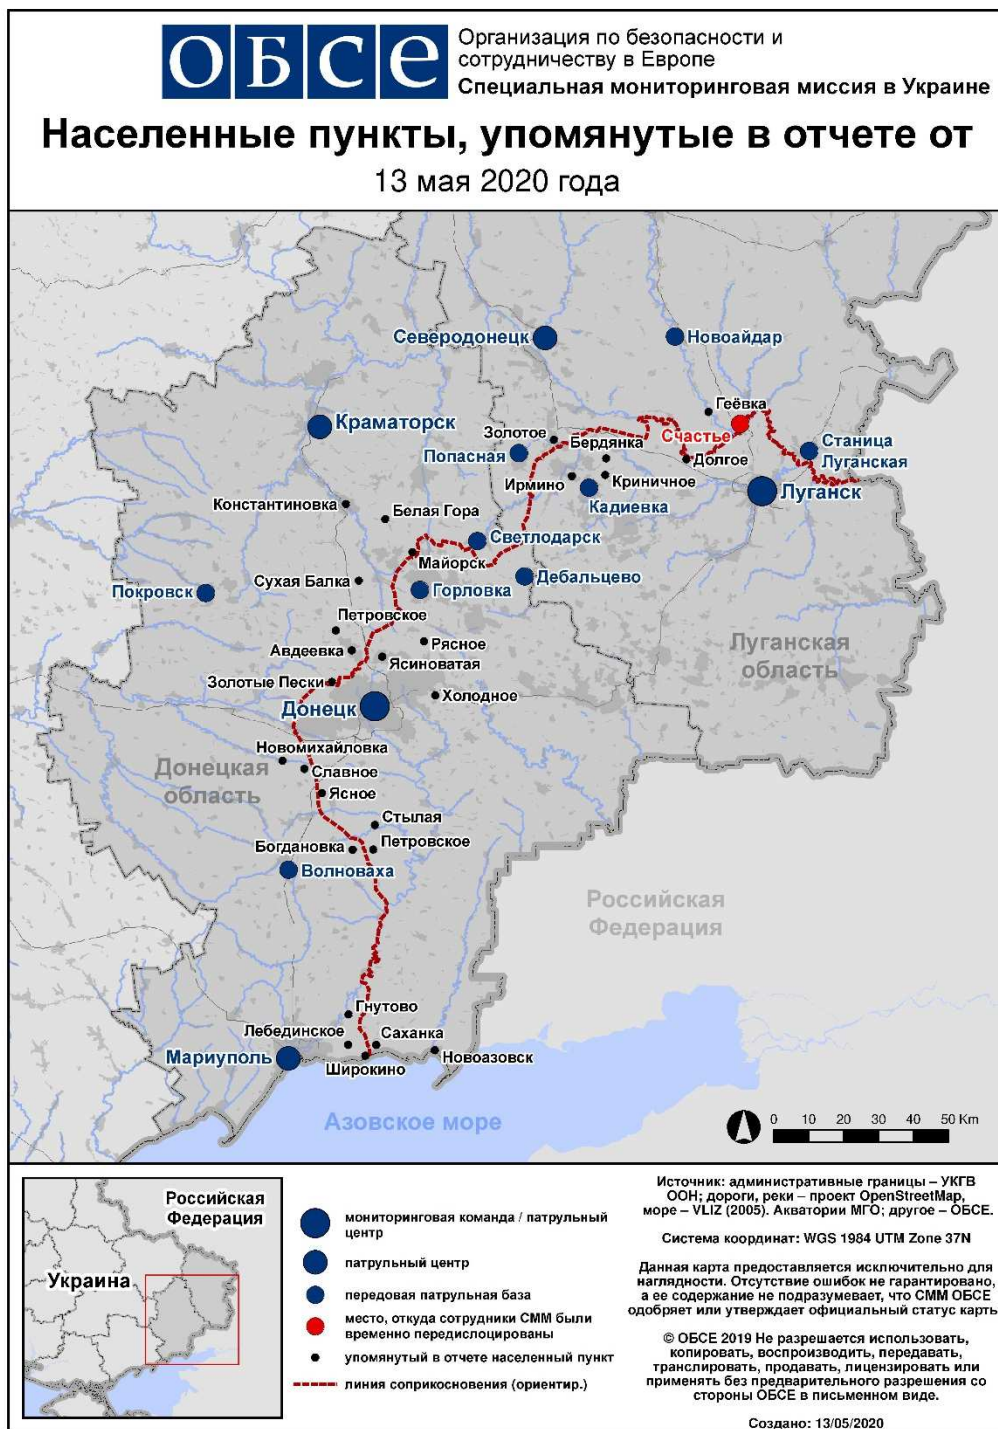 ОБСЕ
Организация по безопасности и
сотрудничеству в Европе
Специальная мониторинговая миссия в Украине
Населенные пункты, упомянутые в отчете от
13 мая 2020 года
Северодонецк
Новоайдар
Геёвка
Краматорск
Золотое
Бердянка
Счастье
Станица
Луганская
Попасная
Долгое
Ирмино
Криничное
Луганск
Кадиевка
Константиновка
Белая Гора
Светлодарск
Майорск
Сухая Балка
Дебальцево
Покровск
Горловка
Петровское
Рясное
Авдеевка
Ясиноватая
Луганская
область
Золотые Пески
Холодное
Донецк
Новомихайловка
Донецкая
область
Славное
Ясное
Стылая
Богдановка
Петровское
Волноваха
Российская
Федерация
Гнутово
Лебединское
Саханка
Мариуполь
Широкино
Новоазовск
Азовское море
0 10 20 30 40 50 Km
Российская
Федерация
Украина
мониторинговая команда / патрульный
центр
патрульный центр
передовая патрульная база
место, откуда сотрудники СММ были
временно передислоцированы
упомянутый в отчете населенный пункт
линия соприкосновения (ориентир.)
Источник: административные границы – УКГВ
ООН; дороги, реки – проект OpenStreetMap,
море – VLIZ (2005). Акватории МГО; другое – ОБСЕ.
Система координат: WGS 1984 UTM Zone 37N
Данная карта предоставляется исключительно для
наглядности. Отсутствие ошибок не гарантировано,
а ее содержание не подразумевает, что СММ ОБСЕ
одобряет или утверждает официальный статус карты
© ОБСЕ 2019 Не разрешается использовать,
копировать, воспроизводить, передавать,
транслировать, продавать, лицензировать или
применять без предварительного разрешения со
стороны ОБСЕ в письменном виде.
Создано: 13/05/2020